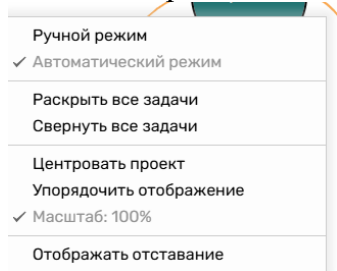 Ручной режим
Автоматический режим
Раскрыть все задачи
Свернуть все задачи
Центровать проект
Упорядочить отображение
Масштаб: 100%
Отображать отставание